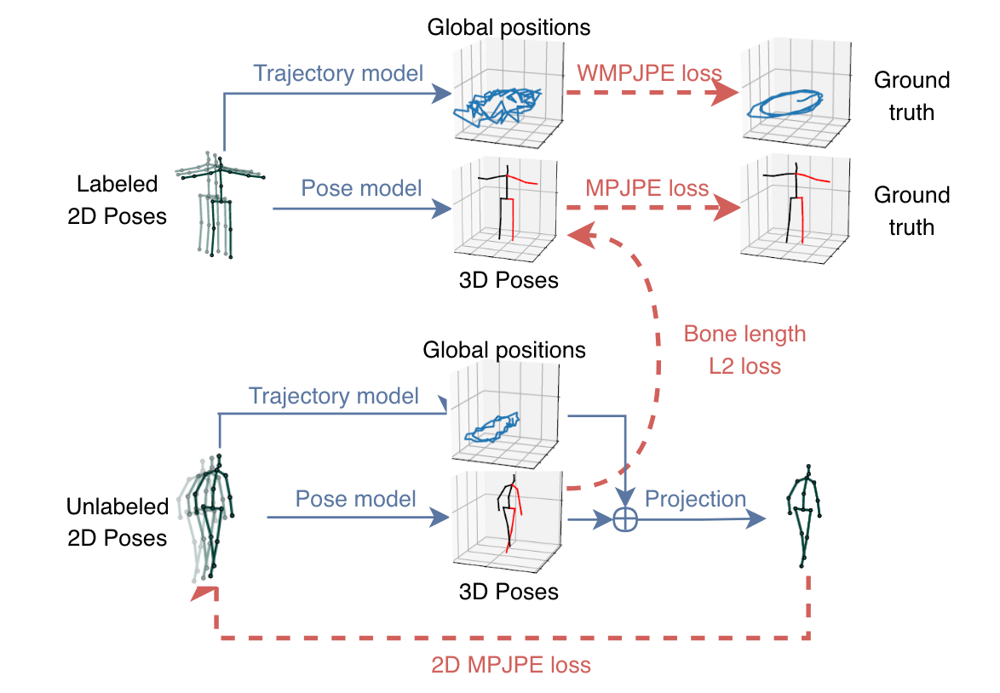 Global positions
Trajectory model
WMPJPE loss
Ground
truth
Labeled
2D Poses
Pose model
MPJPE loss
Ground
truth
3D Poses
Bone length
L2 loss
Global positions
Trajectory model
Unlabeled
2D Poses
Pose model
Projection
3D Poses
2D MPJPE loss